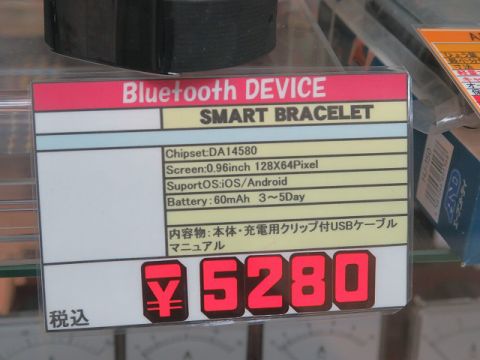 Bluetooth DEVICE
SMART BRACELET
Chipset:DA14580
Screen:0.96inch 128X64Pixel
SuportOS:iOS/Android
Battery:60mAh 3～5Day
内容物:本体・充電用クリップ付USBケーブル
マニュアル
税込 ¥5280